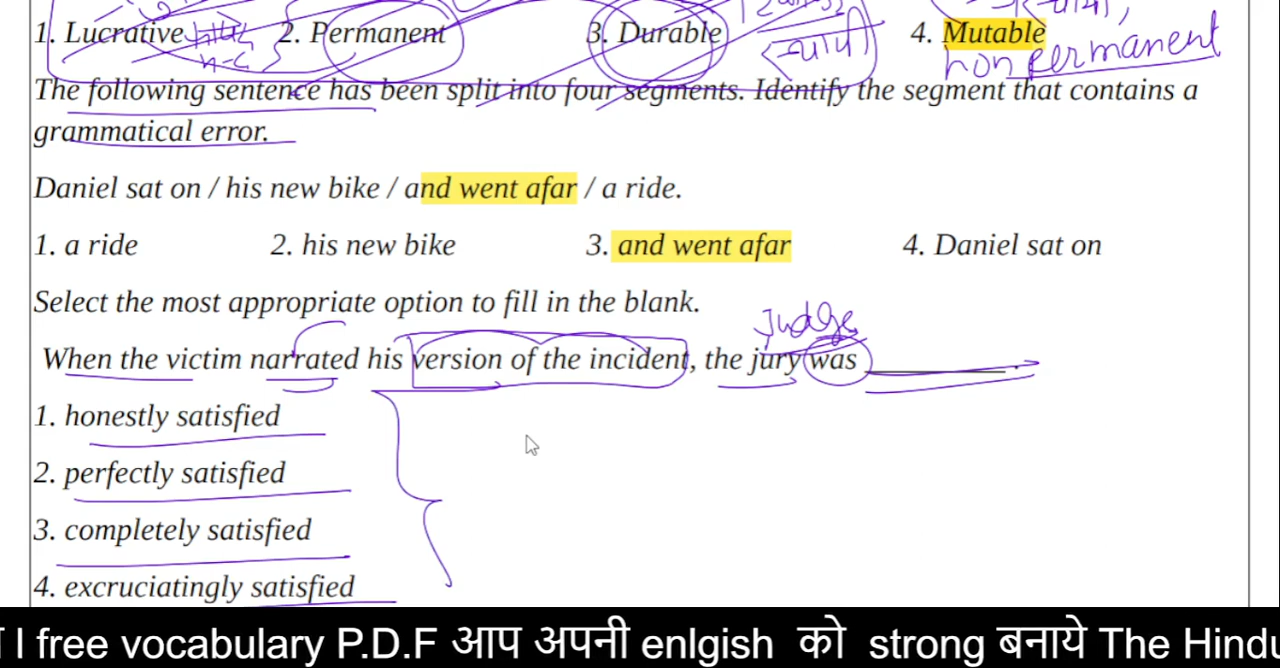 1. Lucrative 2. Permanent 3. Durable 4. Mutable
non permanent
The following sentence has been split into four segments. Identify the segment that contains a
grammatical error.
Daniel sat on / his new bike / and went afar / a ride.
1. a ride 2. his new bike 3. and went afar 4. Daniel sat on
Select the most appropriate option to fill in the blank.
Judge
When the victim narrated his version of the incident, the jury was __________ .
1. honestly satisfied
2. perfectly satisfied
3. completely satisfied
4. excruciatingly satisfied
l free vocabulary P.D.F आप अपनी enlgish को strong बनाये The Hindu